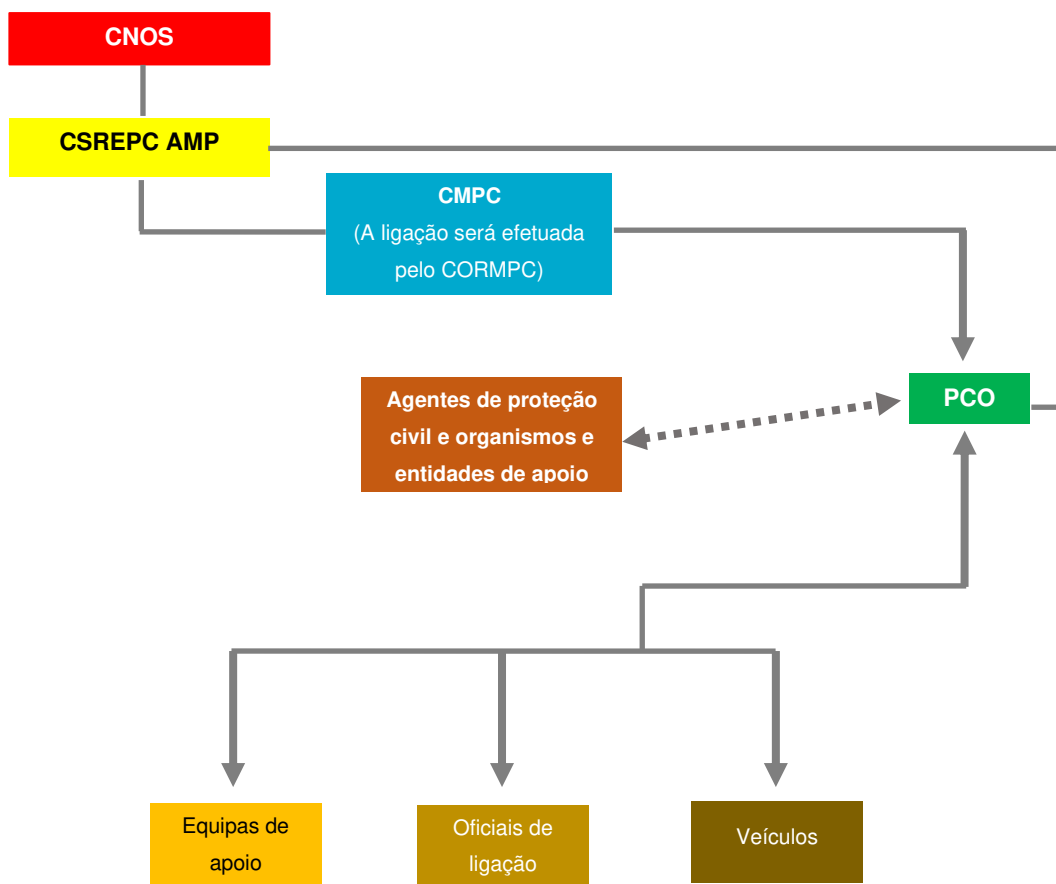 CNOS
CSREPC AMP
CMPC
(A ligação será efetuada
pelo CORMPC)
Agentes de proteção
civil e organismos e
entidades de apoio
PCO
Equipas de
apoio
Oficiais de
ligação
Veículos